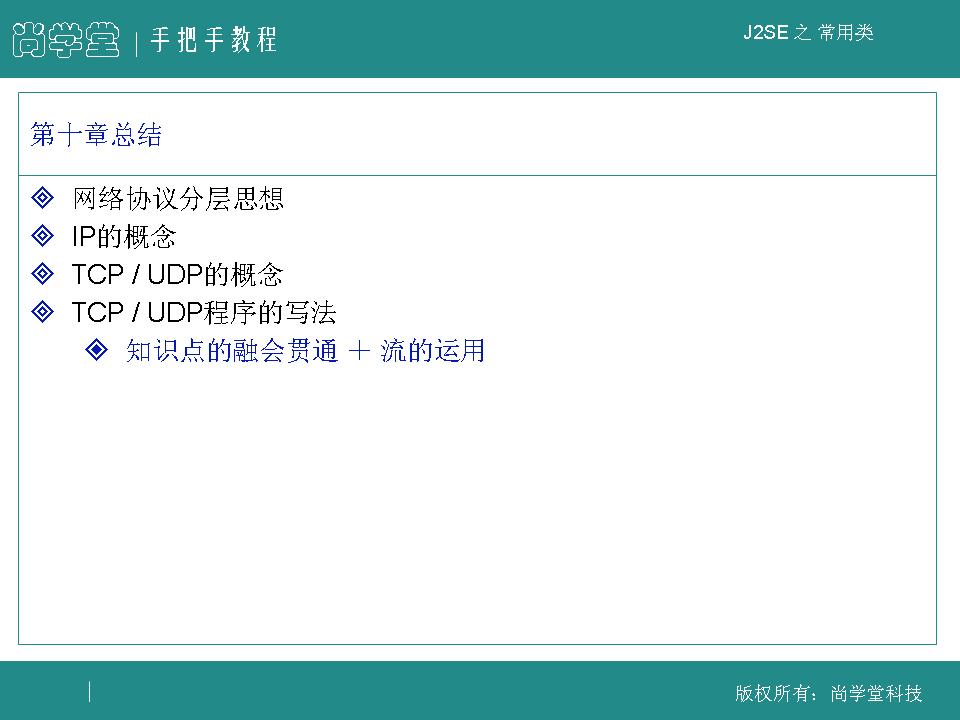 尚学堂 | 手把手教程
J2SE 之 常用类
第十章总结
网络协议分层思想
IP的概念
TCP / UDP的概念
TCP / UDP程序的写法
知识点的融会贯通 ＋ 流的运用
版权所有：尚学堂科技